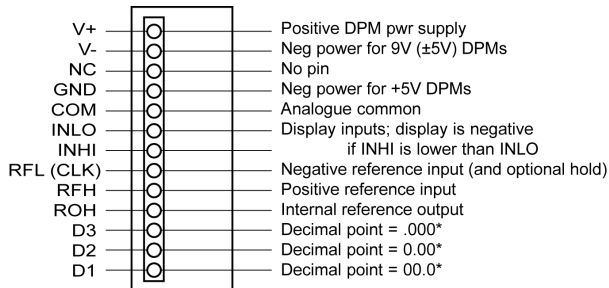 V+ Positive DPM pwr supply
V- Neg power for 9V (±5V) DPMs
NC No pin
GND Neg power for +5V DPMs
COM Analogue common
INLO Display inputs; display is negative
INHI if INHI is lower than INLO
RFL (CLK) Negative reference input (and optional hold)
RFH Positive reference input
ROH Internal reference output
D3 Decimal point = .000*
D2 Decimal point = 0.00*
D1 Decimal point = 00.0*